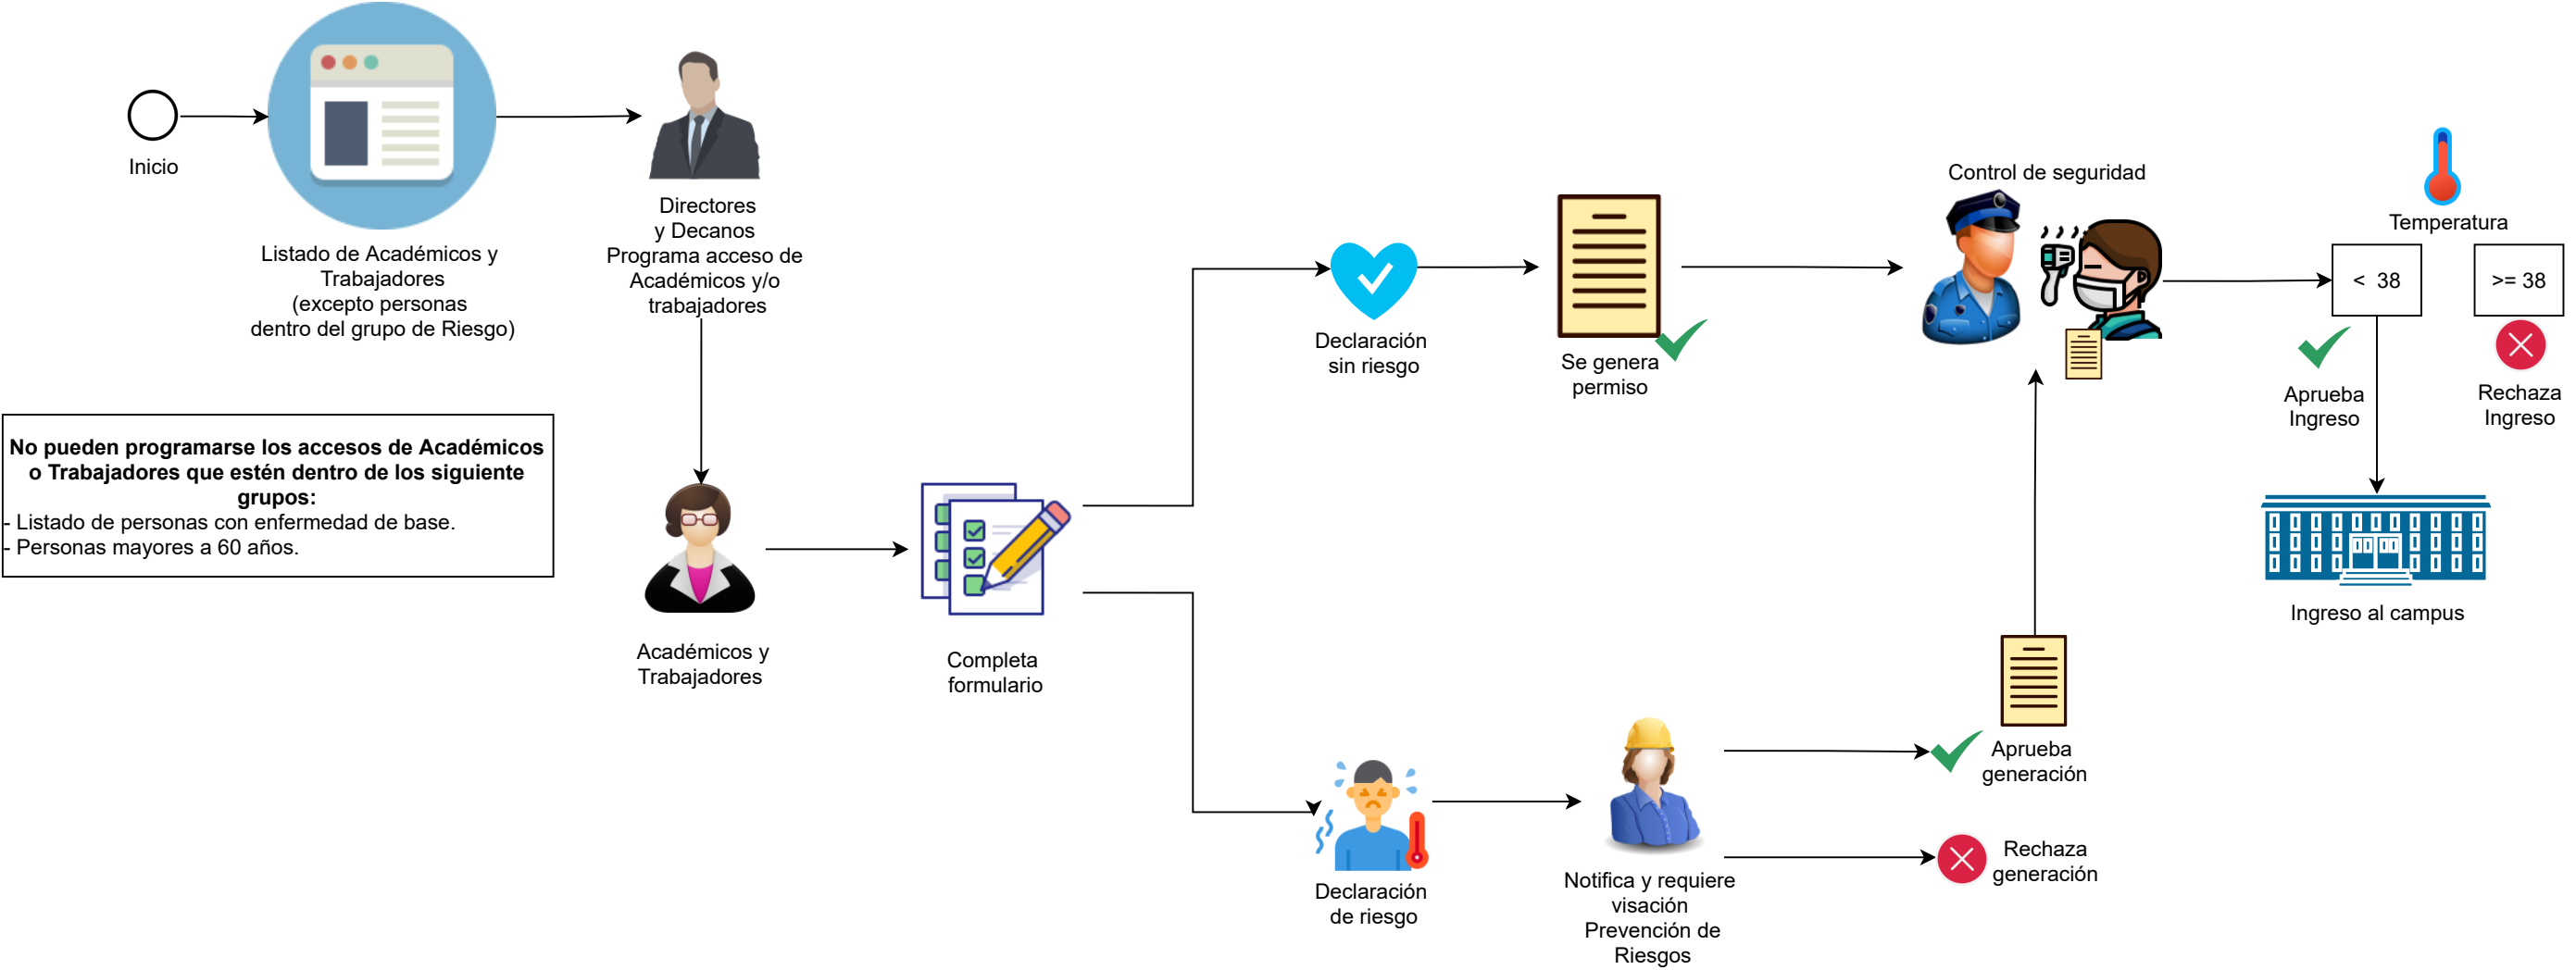 Inicio
Listado de Académicos y
Trabajadores
(excepto personas
dentro del grupo de Riesgo)
Directores
y Decanos
Programa acceso de
Académicos y/o
trabajadores
No pueden programarse los accesos de Académicos
o Trabajadores que estén dentro de los siguiente
grupos:
- Listado de personas con enfermedad de base.
- Personas mayores a 60 años.
Académicos y
Trabajadores
Completa
formulario
Declaración
sin riesgo
Se genera
permiso
Control de seguridad
Temperatura
< 38
>= 38
Aprueba
Ingreso
Rechaza
Ingreso
Ingreso al campus
Declaración
de riesgo
Notifica y requiere
visación
Prevención de
Riesgos
Aprueba
generación
Rechaza
generación